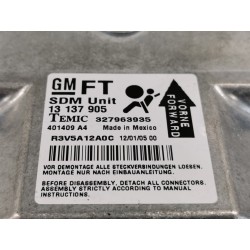 GM FT
SDM Unit
13 137 905
TEMIC 327963935
401409 A4 Made in Mexico
R3V5A12A0C 12/01/05 00
VORNE
FORWARD
VOR DEMONTAGE ALLE STECKVERBINDUNGEN LOESEN.
MONTAGE NUR NACH EINBAUANLEITUNG
BEFORE DISASSEMBLY, DETACH ALL CONNECTORS.
ASSEMBLY STRICTLY ACCORDING TO MANUAL
INSTRUCTIONS.